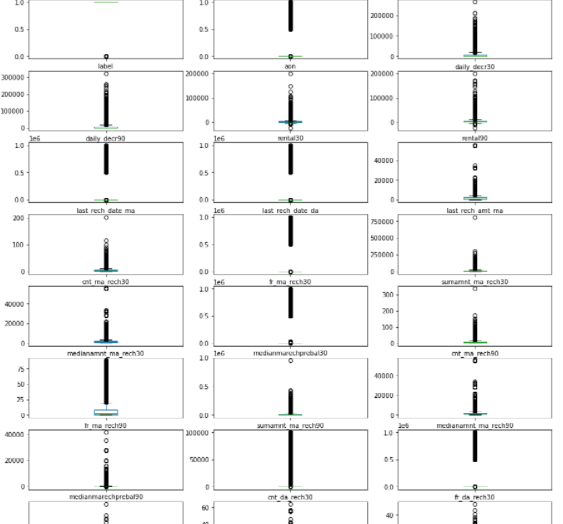 1.0 1.0 200000
100000
0.5 0.5
0.0 0.0 0
label aon daily_decr30
300000 200000 200000
200000
100000 100000 100000
0 0 0
daily_decr90 rental30 rental90
1e6 1e6
1.0 1.0 40000
0.5 0.5 20000
0.0 0.0 0
last_rech_date_ma last_rech_date_da last_rech_amt_ma
1e6
200 1.0 750000
500000
100 0.5 250000
0 0.0 0
cnt_ma_rech30 fr_ma_rech30 sumamnt_ma_rech30
1e6
40000 1.0 300
200
20000 0.5 100
0 0.0 0
medianamnt_ma_rech30 medianmarechprebal30 cnt_ma_rech90
1e6
75 1.0 40000
50 0.5 20000
25
0 0.0 0
fr_ma_rech90 sumamnt_ma_rech90 medianamnt_ma_rech90
1e6
40000 100000 1.0
20000 50000 0.5
0 0 0.0
medianmarechprebal90 cnt_da_rech30 fr_da_rech30
60 40